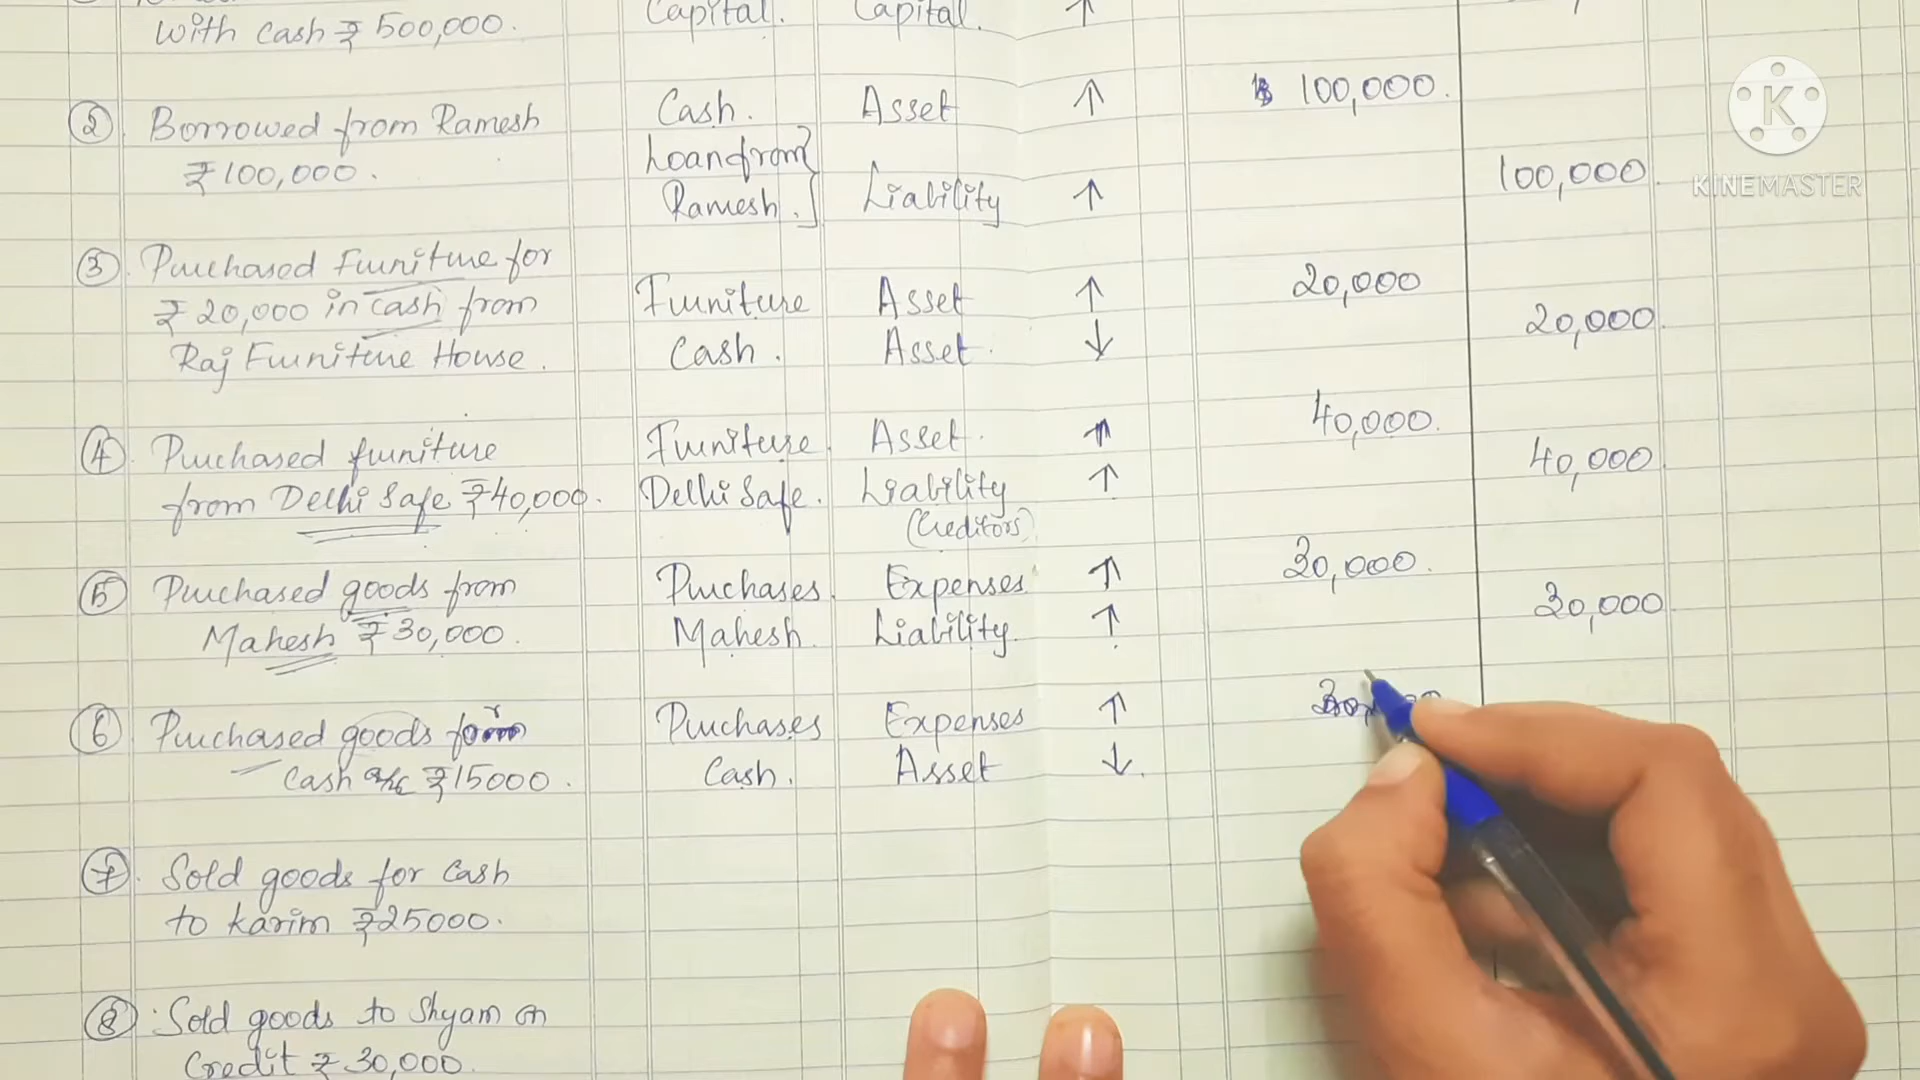 with cash ₹ 500,000. Capital. Capital. ↑
② Borrowed from Ramesh Cash. Asset ↑ 100,000.
₹ 100,000. Loan from
Ramesh. Liability ↑ 100,000.
③ Purchased Furniture for
₹ 20,000 in cash from Furniture Asset ↑ 20,000
Raj Furniture House. Cash. Asset. ↓ 20,000.
④ Purchased furniture Furniture. Asset. ↑ 40,000.
from Delhi Safe ₹40,000. Delhi Safe. Liability ↑ 40,000
(Creditors)
⑤ Purchased goods from Purchases Expenses ↑ 30,000.
Mahesh ₹ 30,000. Mahesh. Liability. ↑ 30,000
⑥ Purchased goods for Purchases Expenses ↑
Cash a/c ₹ 15000. Cash. Asset ↓.
⑦ Sold goods for cash
to Karim ₹25000.
⑧ Sold goods to Shyam on
Credit ₹ 30,000.
K
KINEMASTER